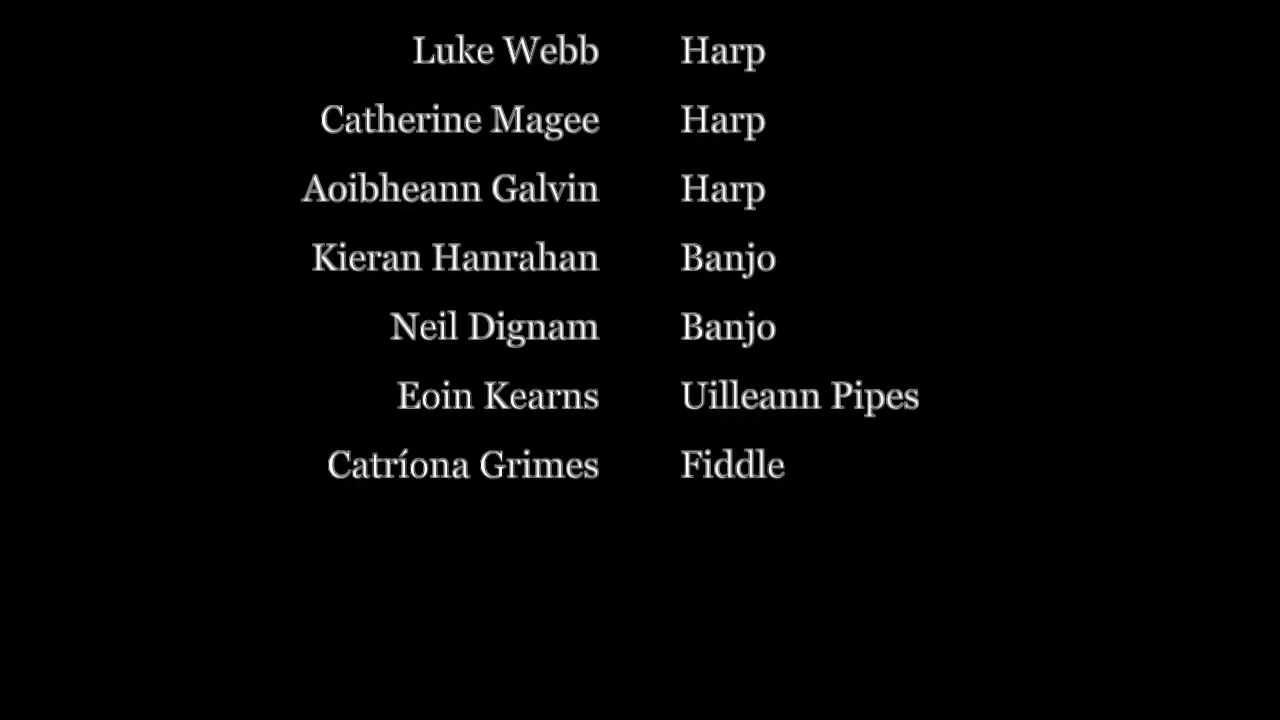 Luke Webb Harp
Catherine Magee Harp
Aoibheann Galvin Harp
Kieran Hanrahan Banjo
Neil Dignam Banjo
Eoin Kearns Uilleann Pipes
Catríona Grimes Fiddle